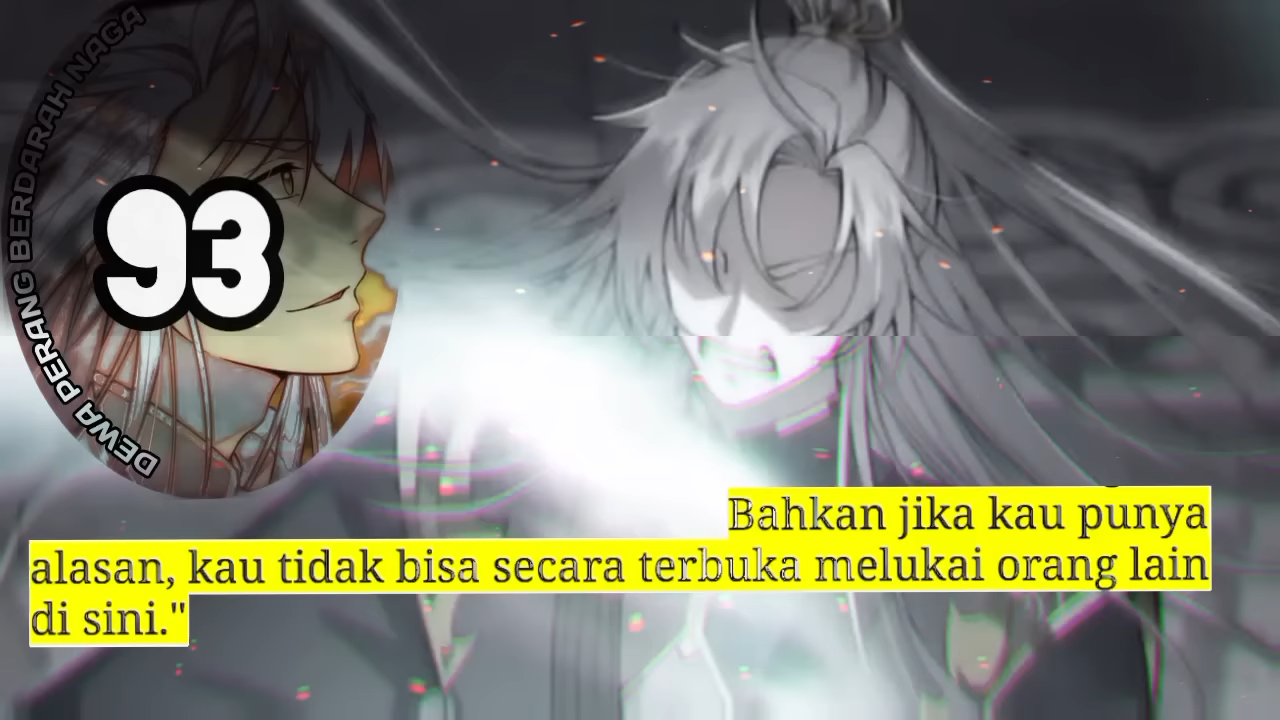 DEWA PERANG BERDARAH NAGA
93
Bahkan jika kau punya
alasan, kau tidak bisa secara terbuka melukai orang lain
di sini."